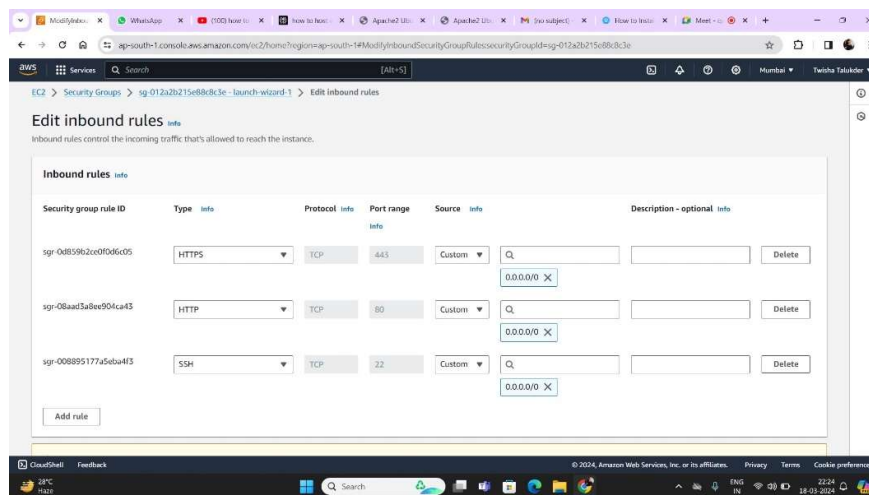 ModifyInbou
WhatsApp
(100) how to
how to host
Apache2 Ubu
Apache2 Ubu
(no subject)
How to Insta
Meet -
ap-south-1.console.aws.amazon.com/ec2/home?region=ap-south-1#ModifyInboundSecurityGroupRules:securityGroupId=sg-012a2b215e88c8c3e
aws Services Search [Alt+S] Mumbai Twisha Talukder
EC2 > Security Groups > sg-012a2b215e88c8c3e - launch-wizard-1 > Edit inbound rules
Edit inbound rules Info
Inbound rules control the incoming traffic that's allowed to reach the instance.
Inbound rules Info
Security group rule ID Type Info Protocol Info Port range Source Info Description - optional Info
Info
sgr-0d859b2ce0f0d6c05 HTTPS TCP 443 Custom Delete
0.0.0.0/0
sgr-08aad3a8ee904ca43 HTTP TCP 80 Custom Delete
0.0.0.0/0
sgr-008895177a5eba4f3 SSH TCP 22 Custom Delete
0.0.0.0/0
Add rule
CloudShell Feedback © 2024, Amazon Web Services, Inc. or its affiliates. Privacy Terms Cookie preference
28°C
Haze
Search
ENG
IN
22:24
18-03-2024